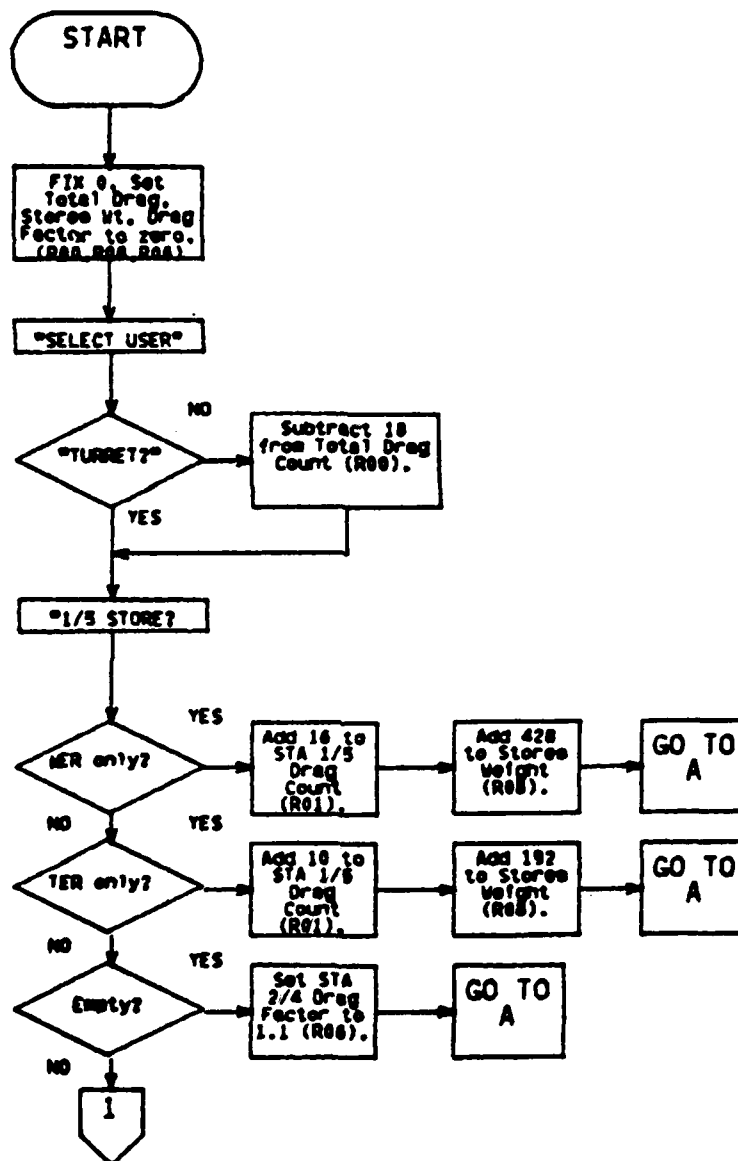 START
FIX 0, Set
Total Drag,
Stores Wt. Drag
Factor to zero.
"SELECT USER"
NO
"TURRET?"
Subtract 18
from Total Drag
Count (R00).
YES
"1/5 STORE?
YES
MER only?
Add 16 to
STA 1/5
Drag
Count
(R01).
Add 428
to Stores
Weight
(R08).
GO TO
A
NO
YES
TER only?
Add 10 to
STA 1/5
Drag
Count
(R01).
Add 192
to Stores
Weight
(R08).
GO TO
A
NO
YES
Empty?
Set STA
2/4 Drag
Factor to
1.1 (R06).
GO TO
A
NO
1